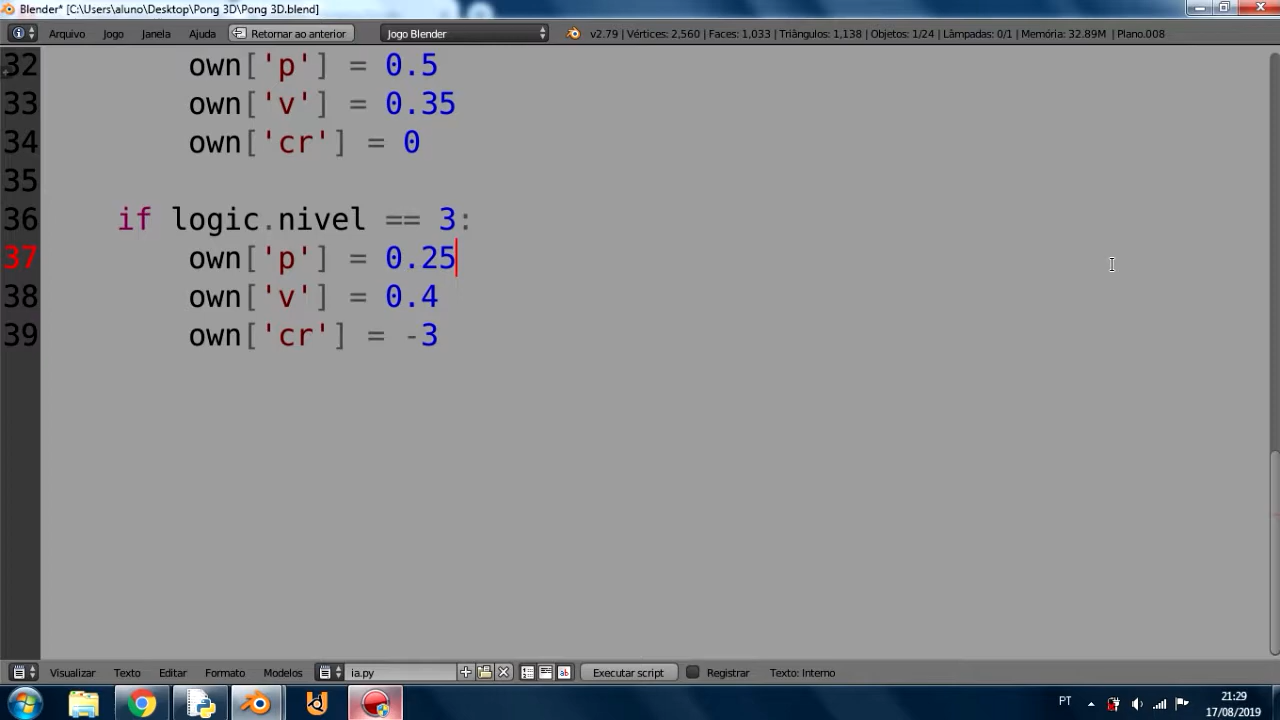 Blender* [C:\Users\aluno\Desktop\Pong 3D\Pong 3D.blend]
Arquivo Jogo Janela Ajuda Retornar ao anterior Jogo Blender v2.79 | Vértices: 2,560 | Faces: 1,033 | Triângulos: 1,138 | Objetos: 1/24 | Lâmpadas: 0/1 | Memória: 32.89M | Plano.008
32 own['p'] = 0.5
33 own['v'] = 0.35
34 own['cr'] = 0
35
36 if logic.nivel == 3:
37 own['p'] = 0.25
38 own['v'] = 0.4
39 own['cr'] = -3
Visualizar Texto Editar Formato Modelos ia.py Executar script Registrar Texto: Interno
PT 21:29
17/08/2019